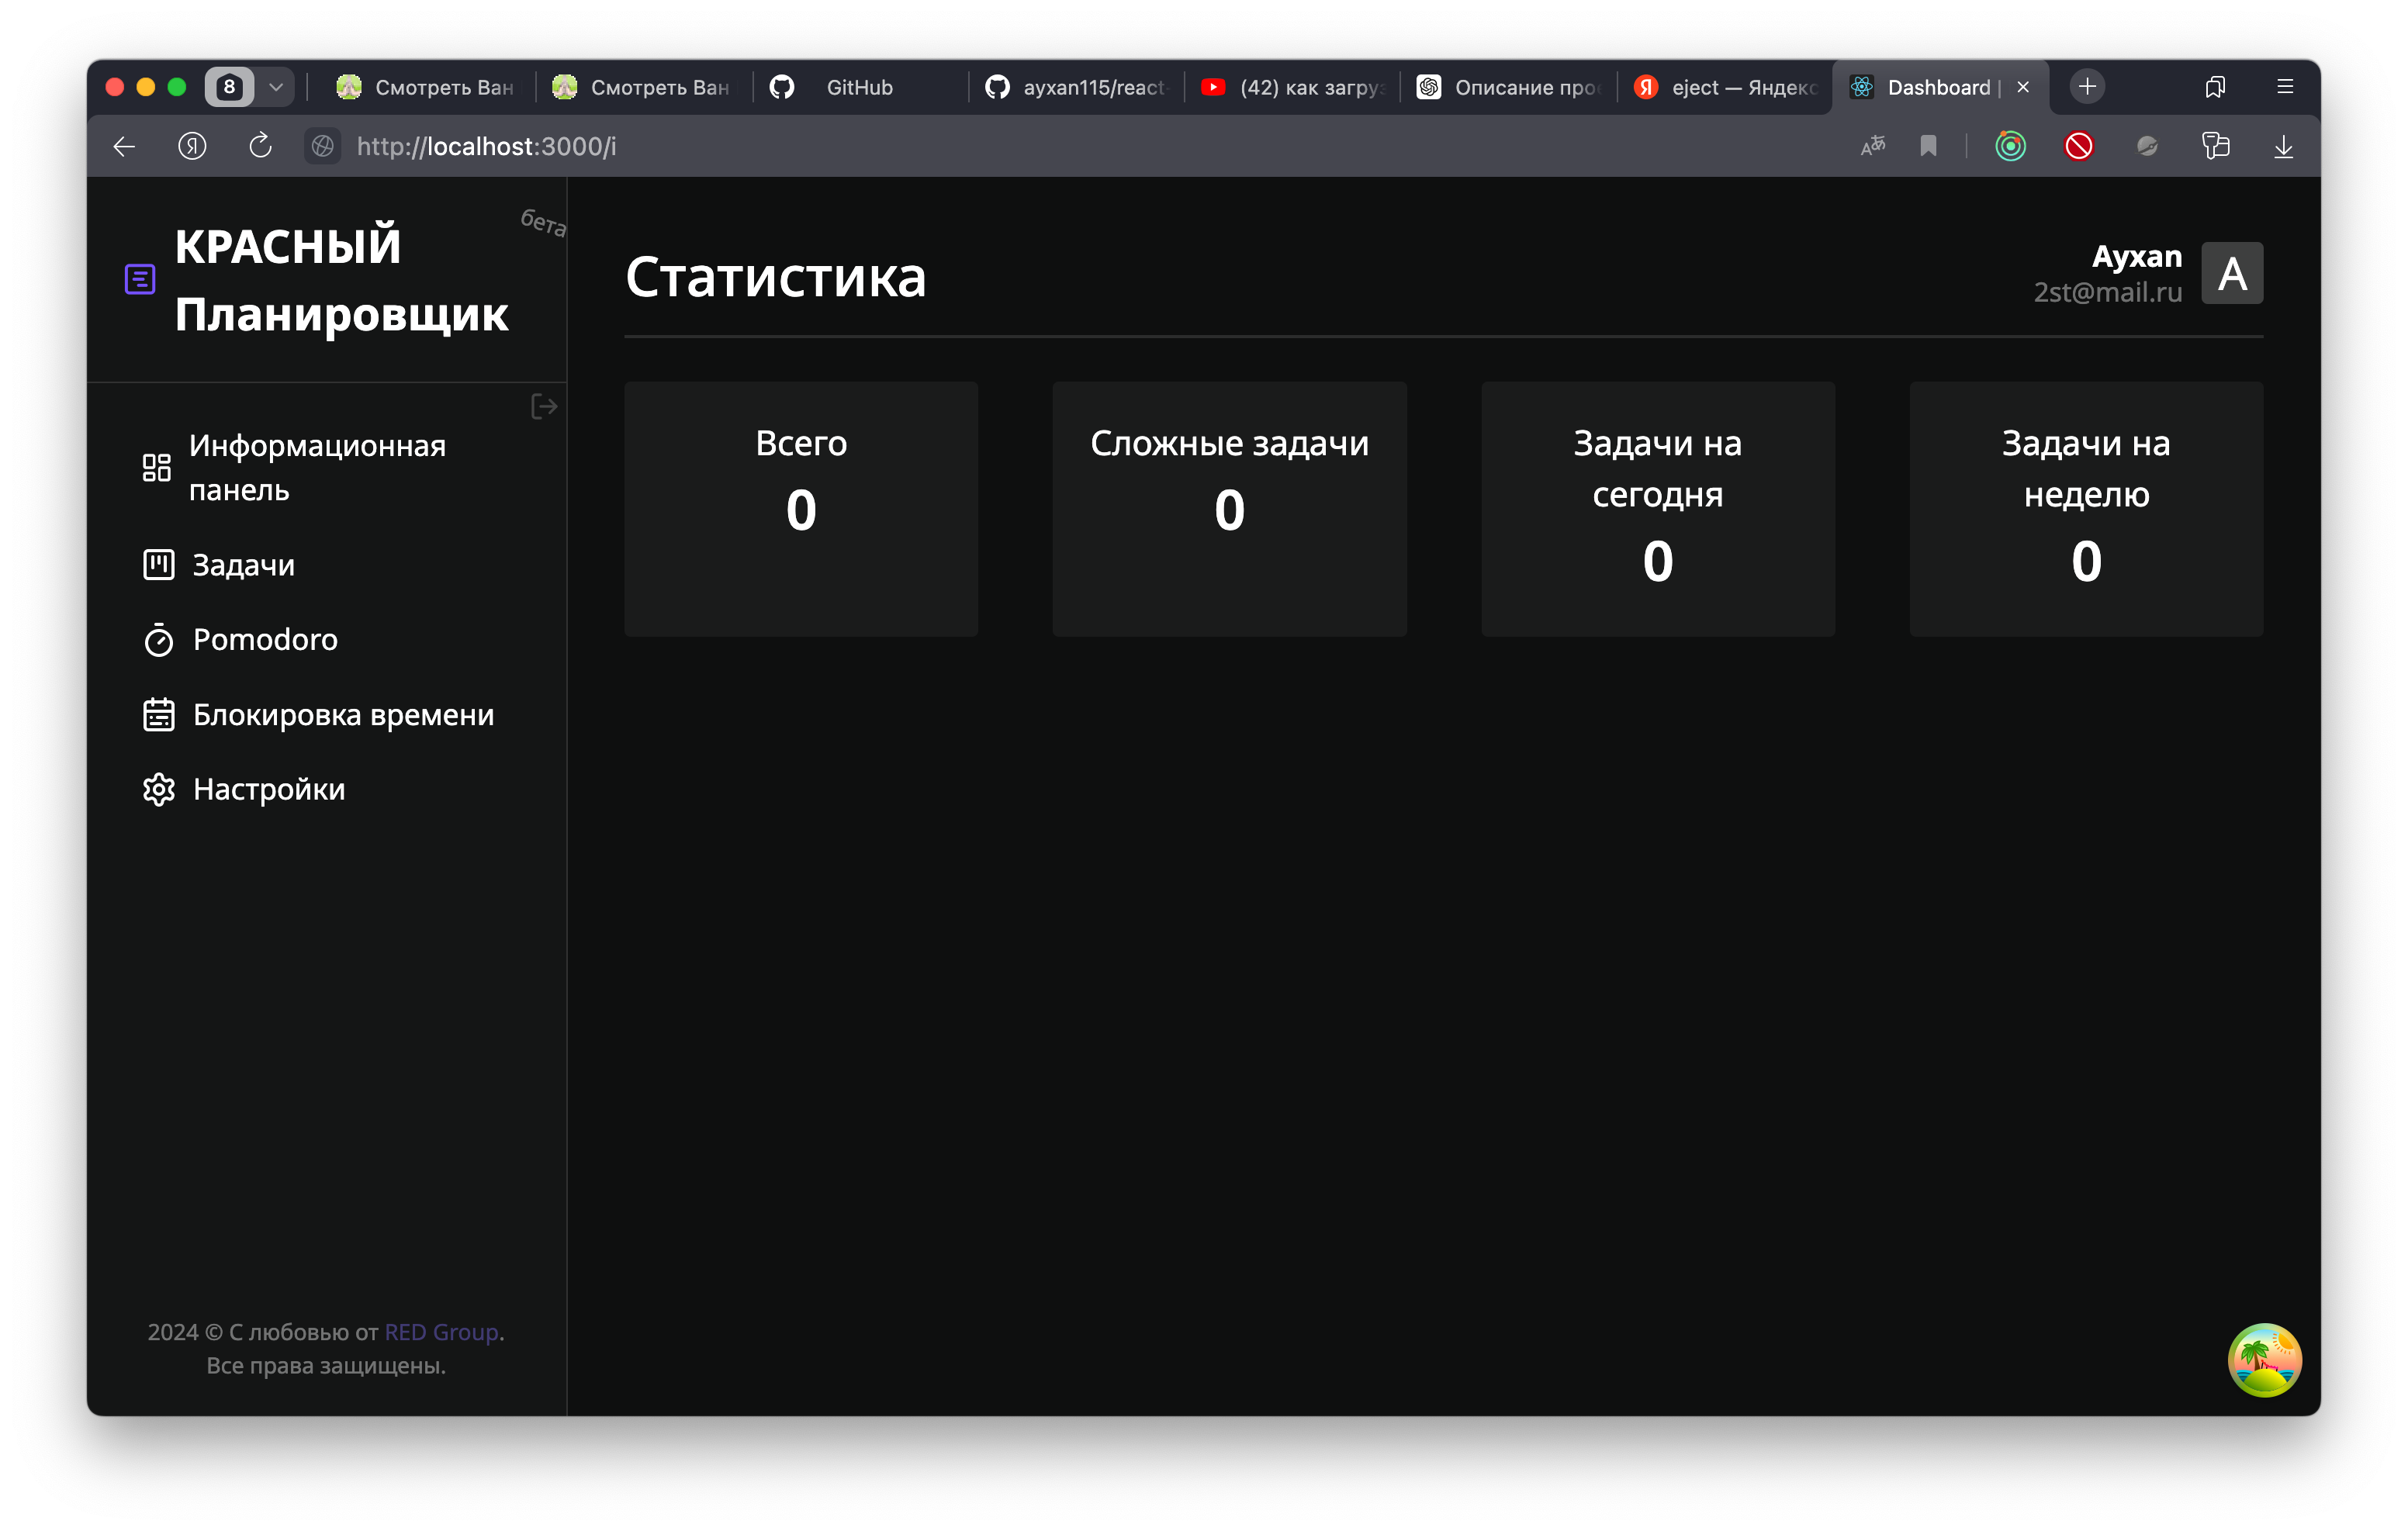 8
Смотреть Ван
Смотреть Ван
GitHub
ayxan115/react-
(42) как загруз
Описание прое
eject — Яндекс
Dashboard |
http://localhost:3000/i
КРАСНЫЙ
Планировщик
бета
Информационная
панель
Задачи
Pomodoro
Блокировка времени
Настройки
2024 © С любовью от RED Group.
Все права защищены.
Статистика
Ayxan
2st@mail.ru
A
Всего
0
Сложные задачи
0
Задачи на
сегодня
0
Задачи на
неделю
0